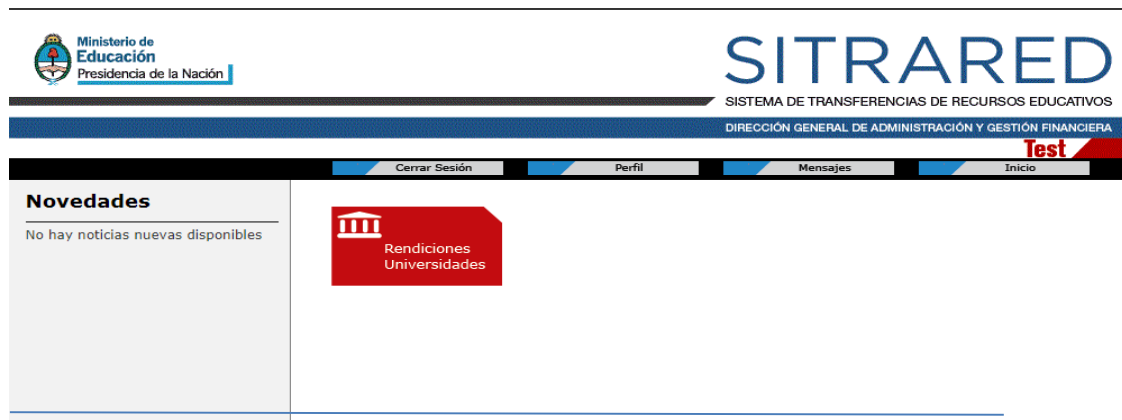 Ministerio de
Educación
Presidencia de la Nación
SITRARED
SISTEMA DE TRANSFERENCIAS DE RECURSOS EDUCATIVOS
DIRECCIÓN GENERAL DE ADMINISTRACIÓN Y GESTIÓN FINANCIERA
Test
Cerrar Sesión Perfil Mensajes Inicio
Novedades
No hay noticias nuevas disponibles
Rendiciones
Universidades